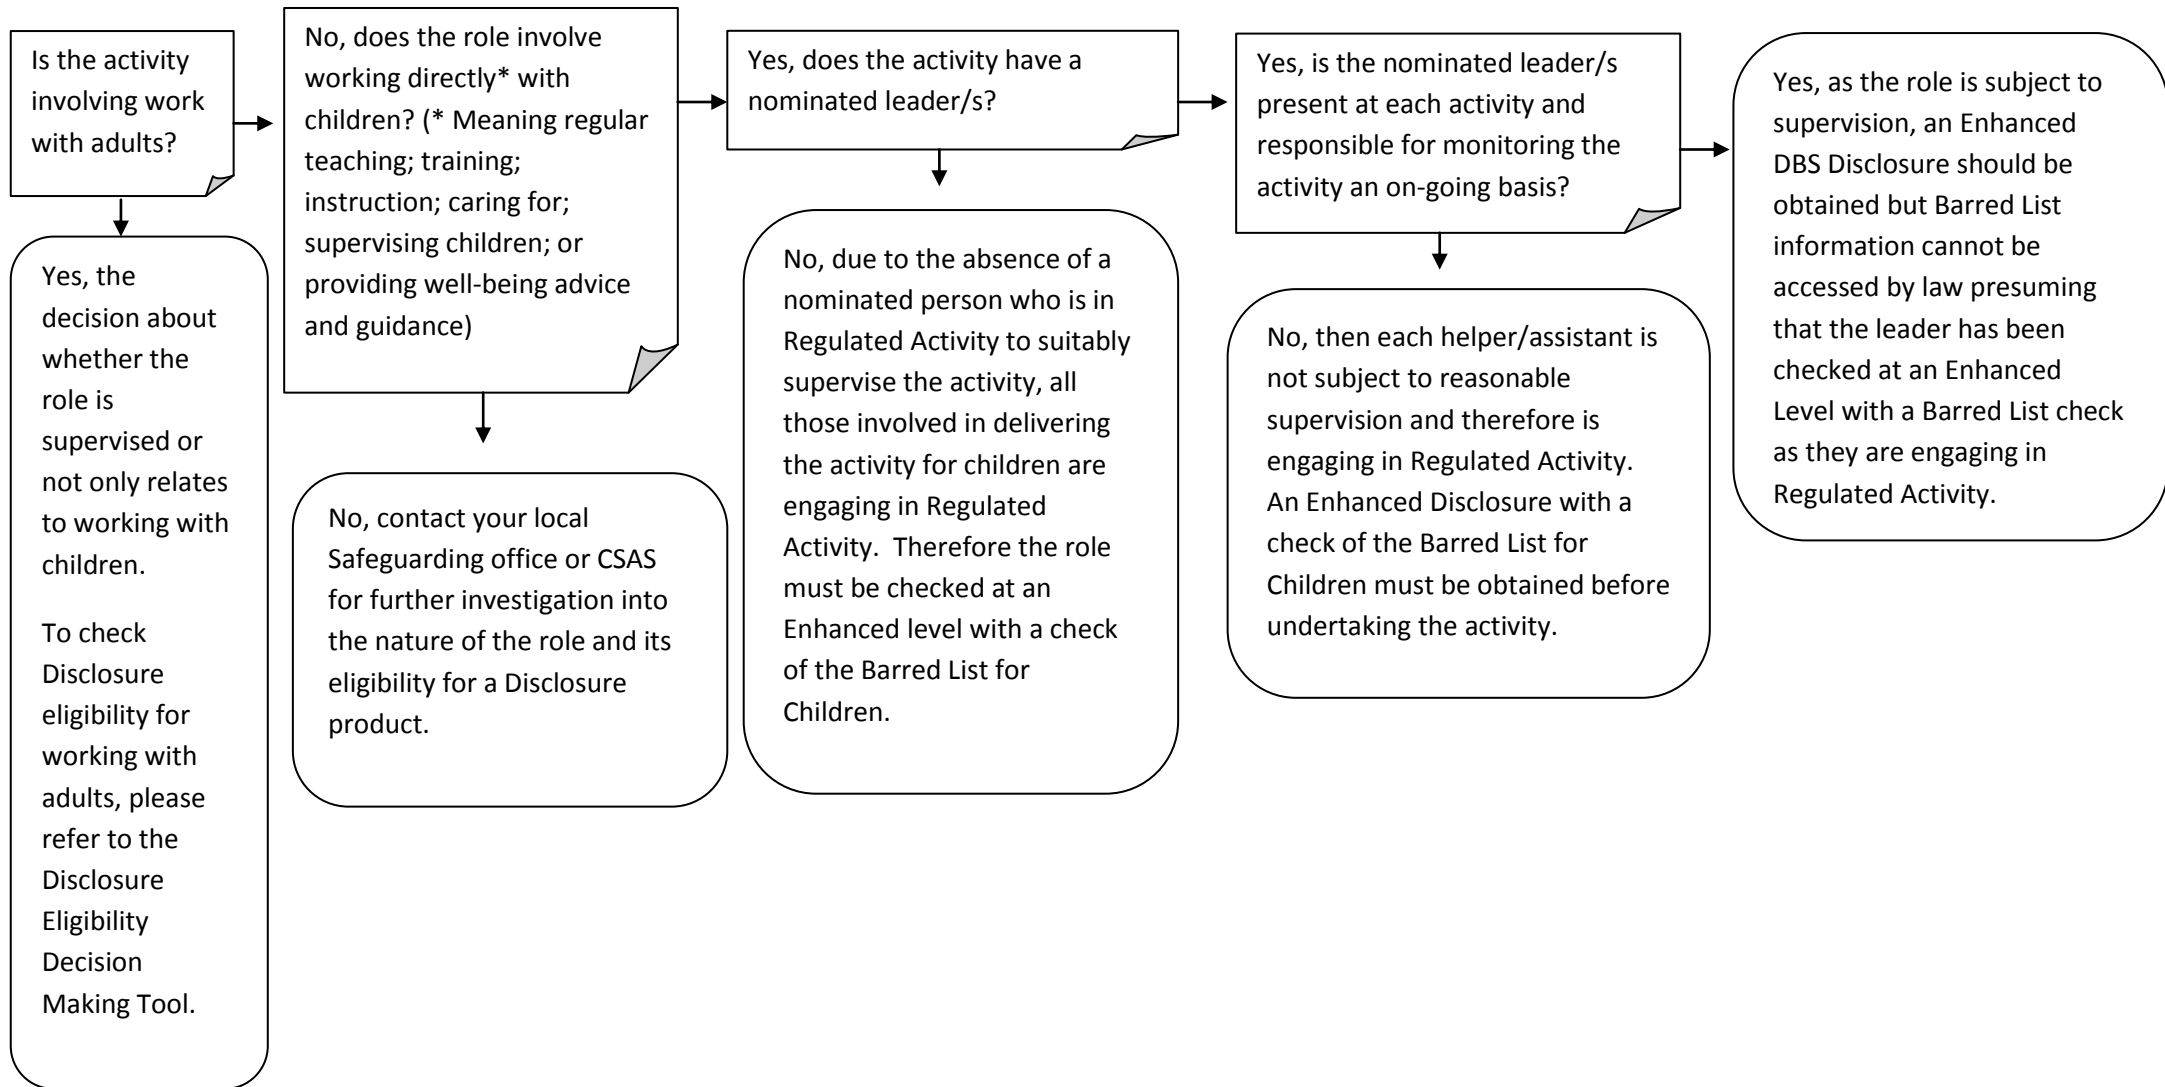 Is the activity
involving work
with adults?
Yes, the
decision about
whether the
role is
supervised or
not only relates
to working with
children.
To check
Disclosure
eligibility for
working with
adults, please
refer to the
Disclosure
Eligibility
Decision
Making Tool.
No, does the role involve
working directly* with
children? (* Meaning regular
teaching; training;
instruction; caring for;
supervising children; or
providing well-being advice
and guidance)
No, contact your local
Safeguarding office or CSAS
for further investigation into
the nature of the role and its
eligibility for a Disclosure
product.
Yes, does the activity have a
nominated leader/s?
No, due to the absence of a
nominated person who is in
Regulated Activity to suitably
supervise the activity, all
those involved in delivering
the activity for children are
engaging in Regulated
Activity.  Therefore the role
must be checked at an
Enhanced level with a check
of the Barred List for
Children.
Yes, is the nominated leader/s
present at each activity and
responsible for monitoring the
activity an on-going basis?
No, then each helper/assistant is
not subject to reasonable
supervision and therefore is
engaging in Regulated Activity.
An Enhanced Disclosure with a
check of the Barred List for
Children must be obtained before
undertaking the activity.
Yes, as the role is subject to
supervision, an Enhanced
DBS Disclosure should be
obtained but Barred List
information cannot be
accessed by law presuming
that the leader has been
checked at an Enhanced
Level with a Barred List check
as they are engaging in
Regulated Activity.